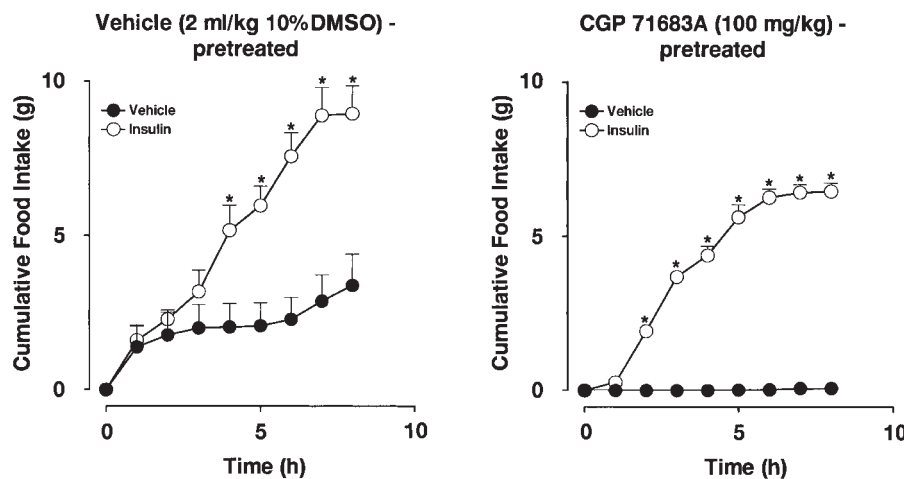 Vehicle (2 ml/kg 10%DMSO) -
pretreated
10
5
0
Cumulative Food Intake (g)
Vehicle
Insulin
* * * * *
0 5 10
Time (h)
CGP 71683A (100 mg/kg) -
pretreated
10
5
0
Cumulative Food Intake (g)
Vehicle
Insulin
* * * * * * *
0 5 10
Time (h)